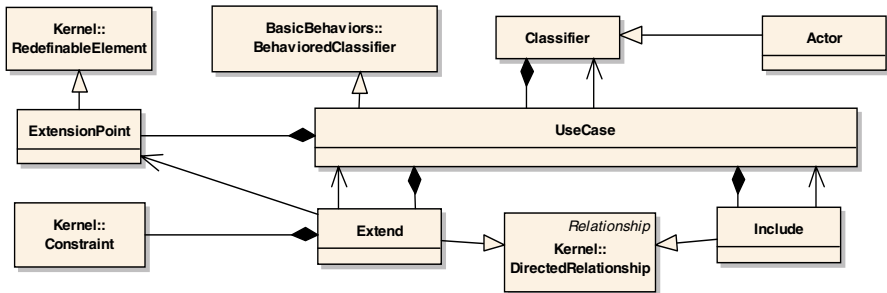 Kernel::
RedefinableElement
BasicBehaviors::
BehavioredClassifier
Classifier
Actor
ExtensionPoint
UseCase
Kernel::
Constraint
Extend
Relationship
Kernel::
DirectedRelationship
Include